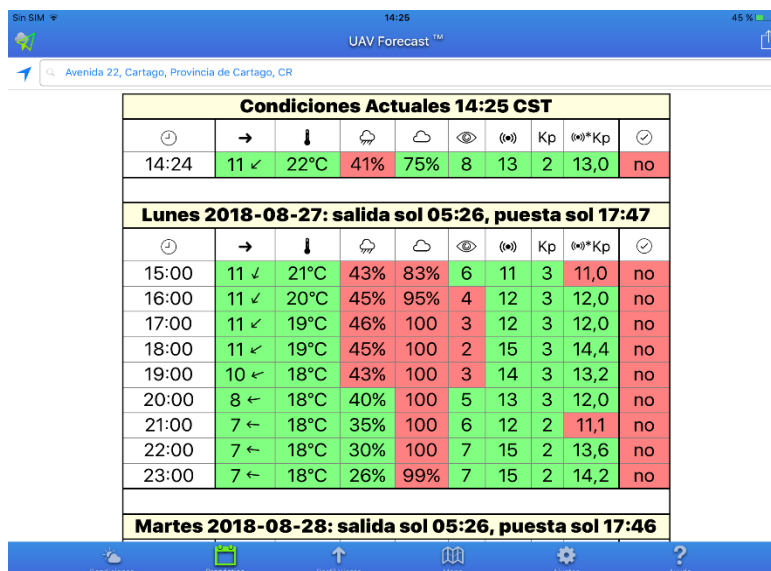 Sin SIM 14:25 45 %
UAV Forecast ™
Avenida 22, Cartago, Provincia de Cartago, CR
Condiciones Actuales 14:25 CST
Kp ((•))*Kp
14:24 11 ↙ 22°C 41% 75% 8 13 2 13,0 no
Lunes 2018-08-27: salida sol 05:26, puesta sol 17:47
Kp ((•))*Kp
15:00 11 ↓ 21°C 43% 83% 6 11 3 11,0 no
16:00 11 ↙ 20°C 45% 95% 4 12 3 12,0 no
17:00 11 ↙ 19°C 46% 100 3 12 3 12,0 no
18:00 11 ↙ 19°C 45% 100 2 15 3 14,4 no
19:00 10 ← 18°C 43% 100 3 14 3 13,2 no
20:00 8 ← 18°C 40% 100 5 13 3 12,0 no
21:00 7 ← 18°C 35% 100 6 12 2 11,1 no
22:00 7 ← 18°C 30% 100 7 15 2 13,6 no
23:00 7 ← 18°C 26% 99% 7 15 2 14,2 no
Martes 2018-08-28: salida sol 05:26, puesta sol 17:46